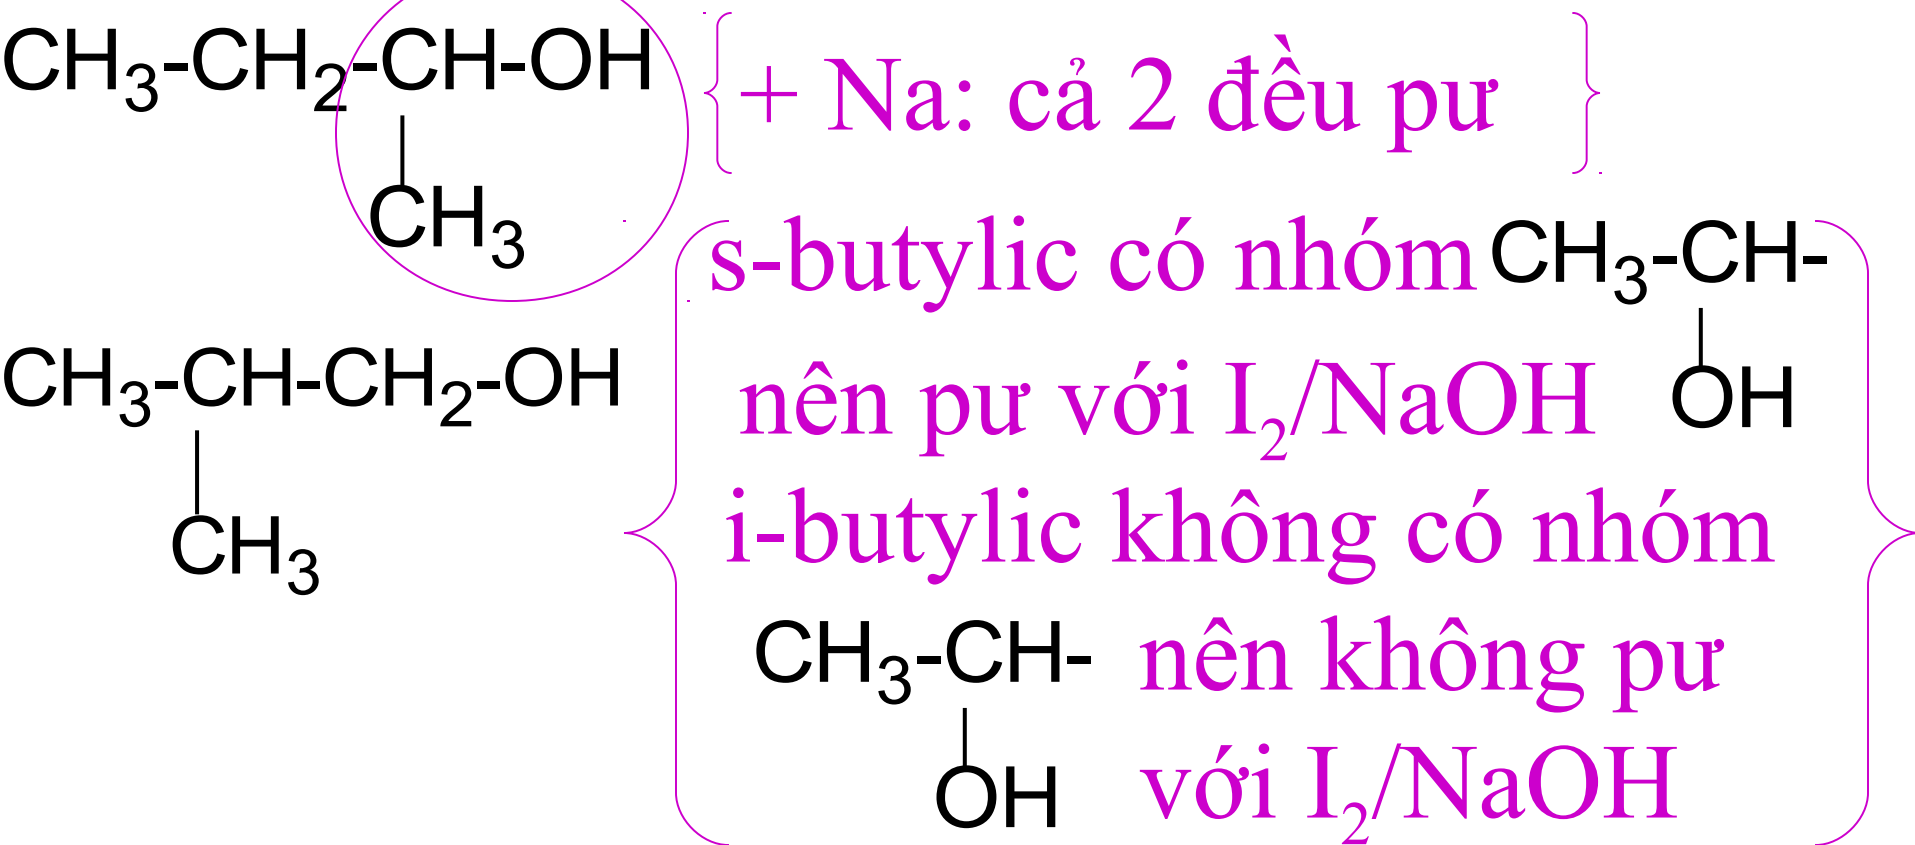 CH3-CH2-CH-OH
CH3
CH3-CH-CH2-OH
CH3
+ Na: cả 2 đều pư
s-butylic có nhóm CH3-CH-
OH
nên pư với I2/NaOH
i-butylic không có nhóm
CH3-CH- nên không pư
OH
với I2/NaOH